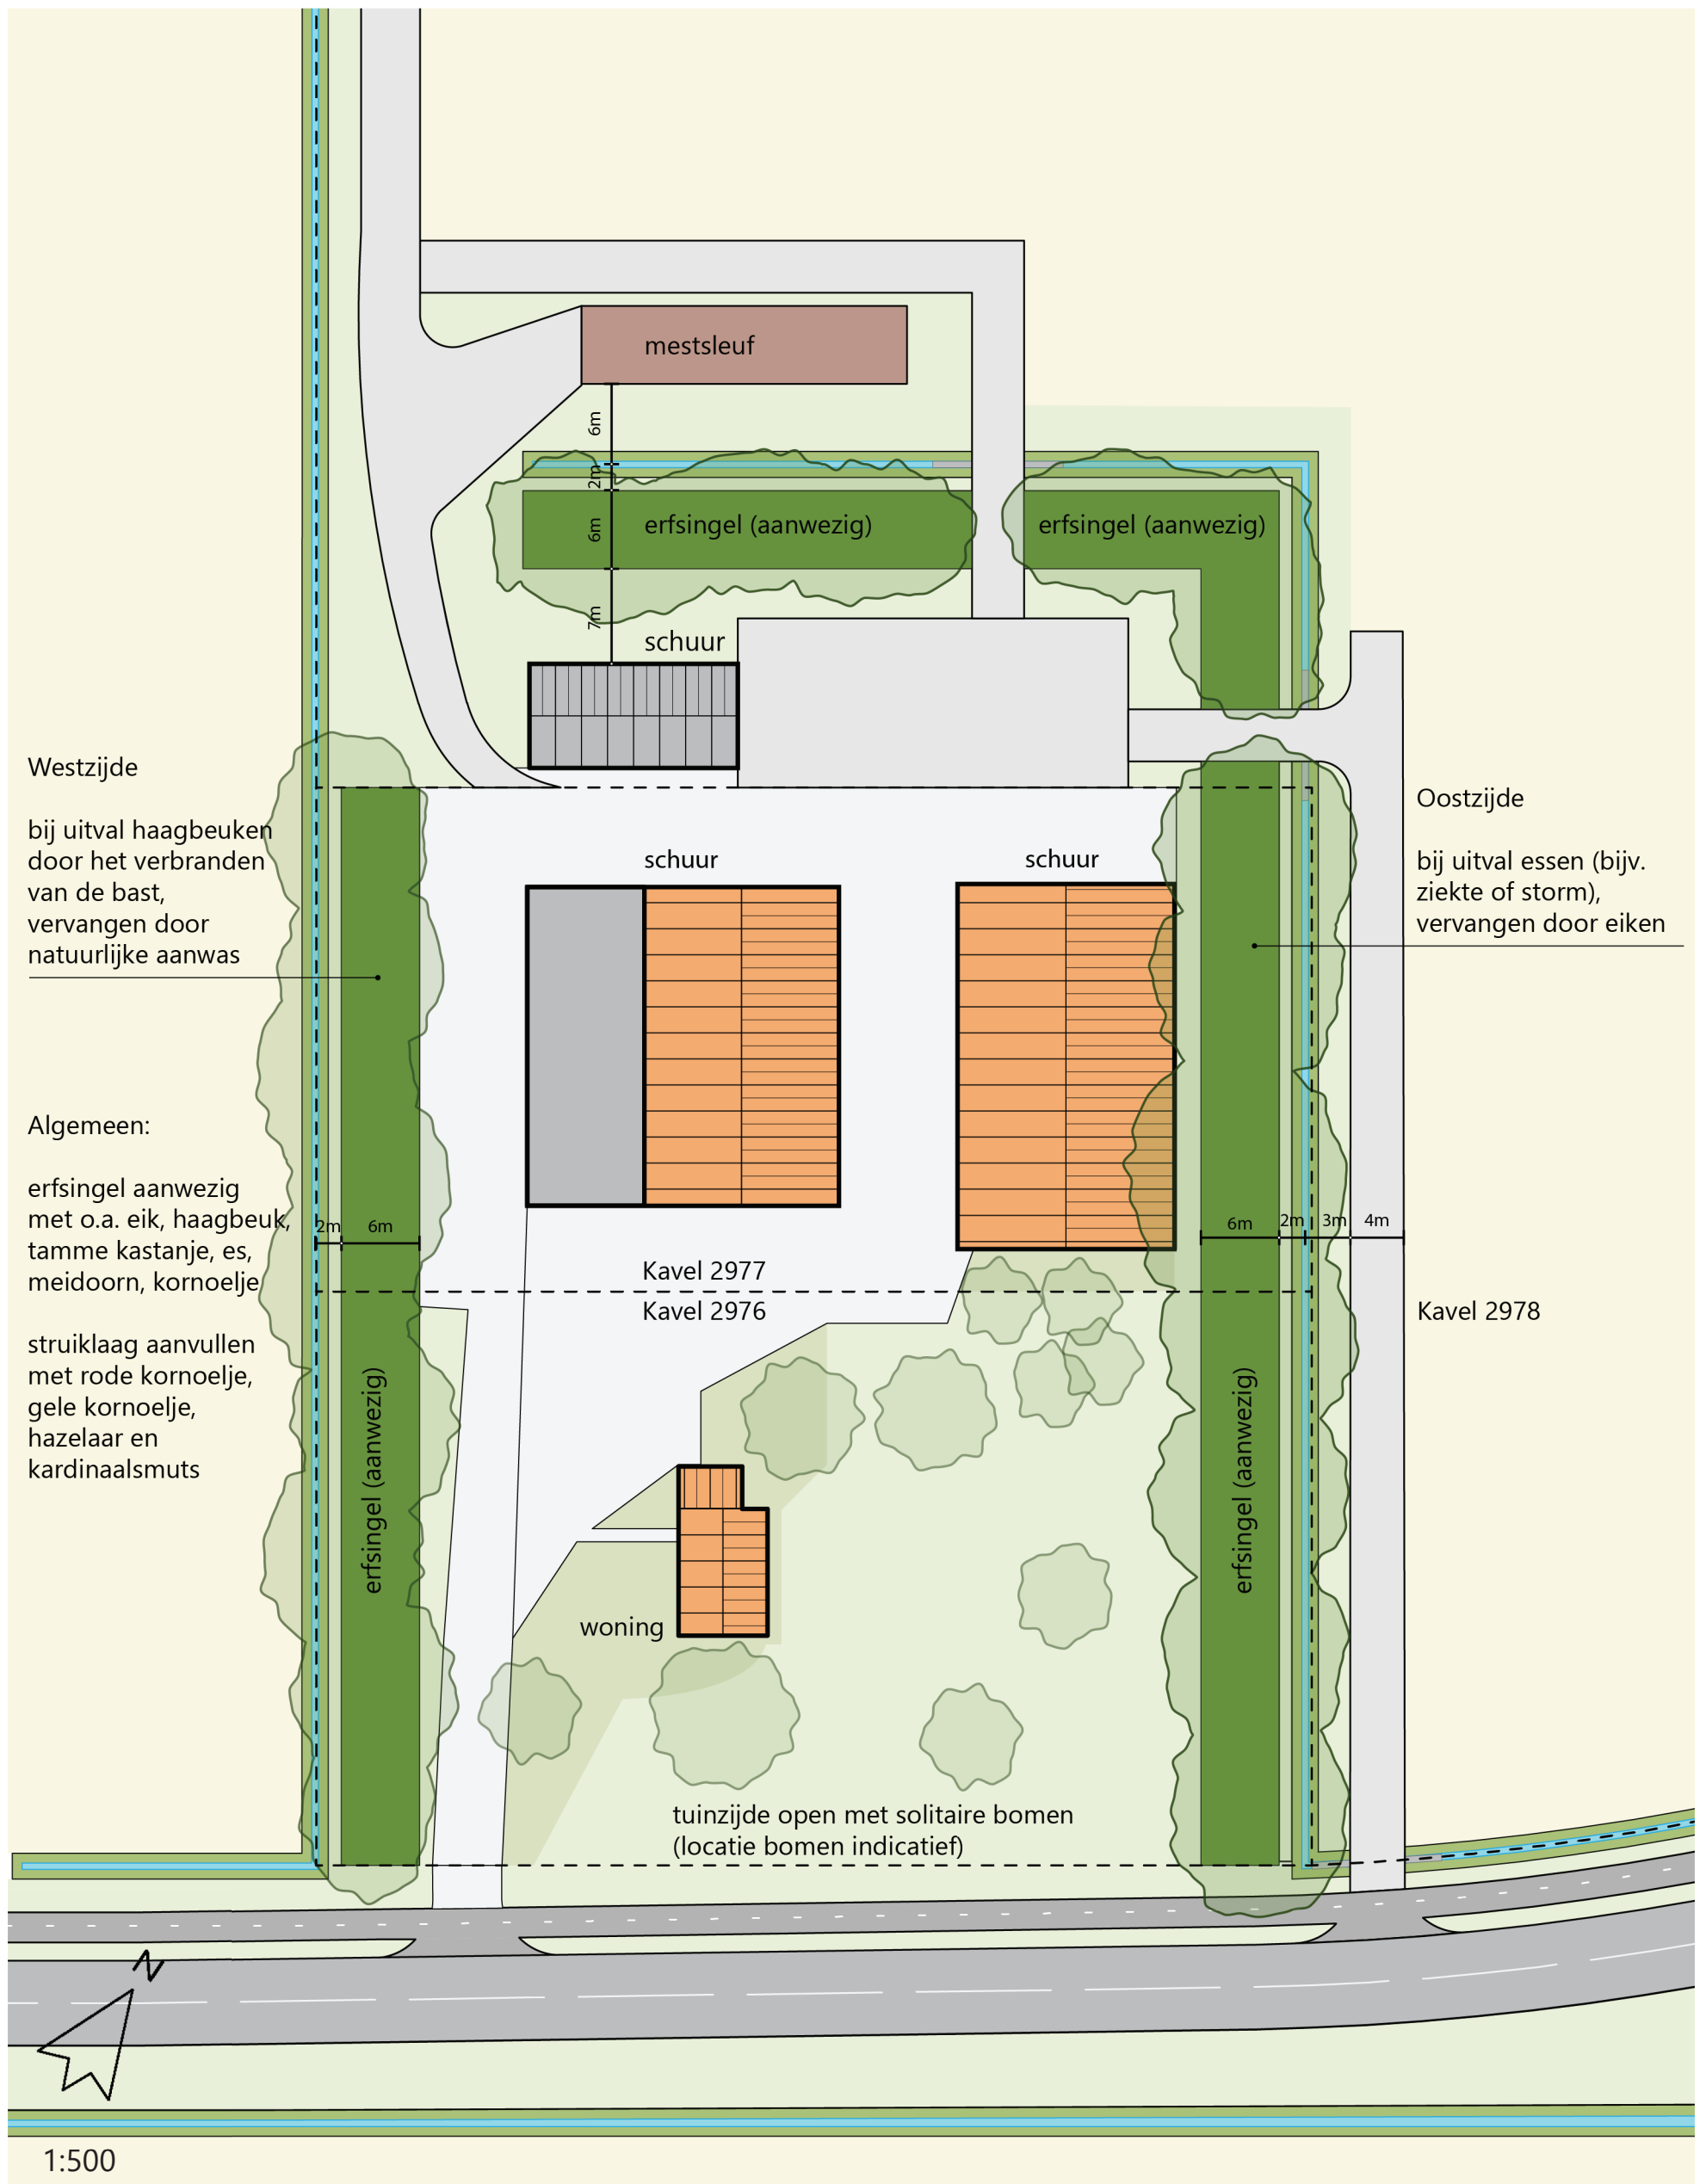 mestsleuf
6m
2m
6m
7m
erfsingel (aanwezig)
erfsingel (aanwezig)
schuur
Westzijde
bij uitval haagbeuken
door het verbranden
van de bast,
vervangen door
natuurlijke aanwas
schuur
schuur
Oostzijde
bij uitval essen (bijv.
ziekte of storm),
vervangen door eiken
Algemeen:
erfsingel aanwezig
met o.a. eik, haagbeuk,
tamme kastanje, es,
meidoorn, kornoelje
struiklaag aanvullen
met rode kornoelje,
gele kornoelje,
hazelaar en
kardinaalsmuts
2m
6m
6m
2m
3m
4m
Kavel 2977
Kavel 2976
Kavel 2978
erfsingel (aanwezig)
erfsingel (aanwezig)
woning
tuinzijde open met solitaire bomen
(locatie bomen indicatief)
N
1:500